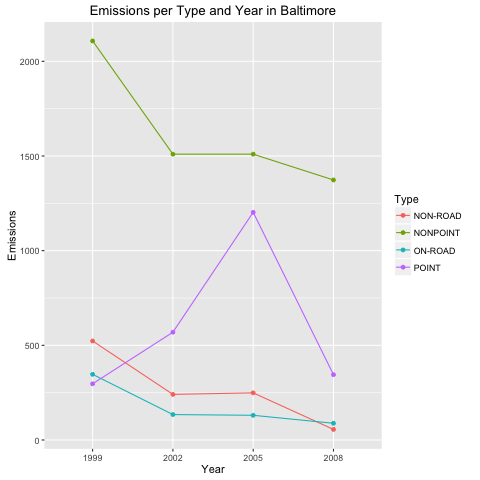 Emissions per Type and Year in Baltimore
Emissions
2000
1500
1000
500
0
1999 2002 2005 2008
Year
Type
NON-ROAD
NONPOINT
ON-ROAD
POINT